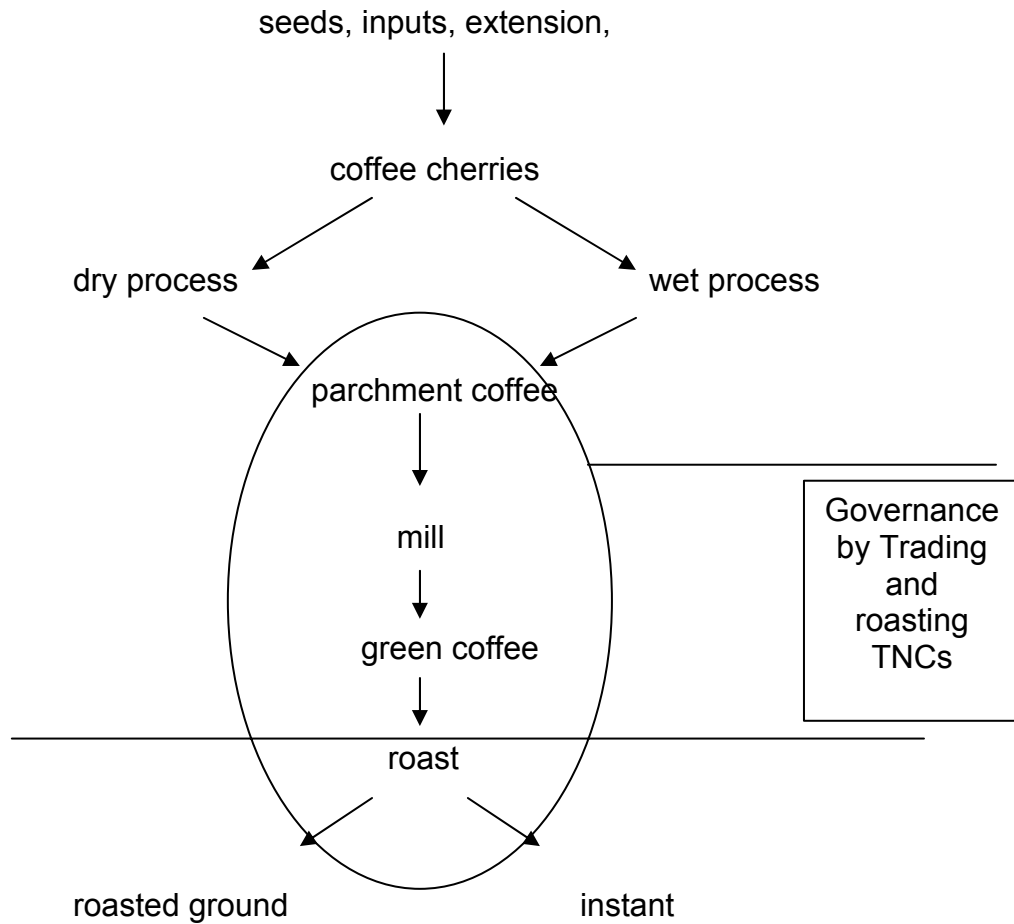 seeds, inputs, extension,
coffee cherries
dry process
wet process
parchment coffee
mill
Governance
by Trading
and
roasting
TNCs
green coffee
roast
roasted ground
instant